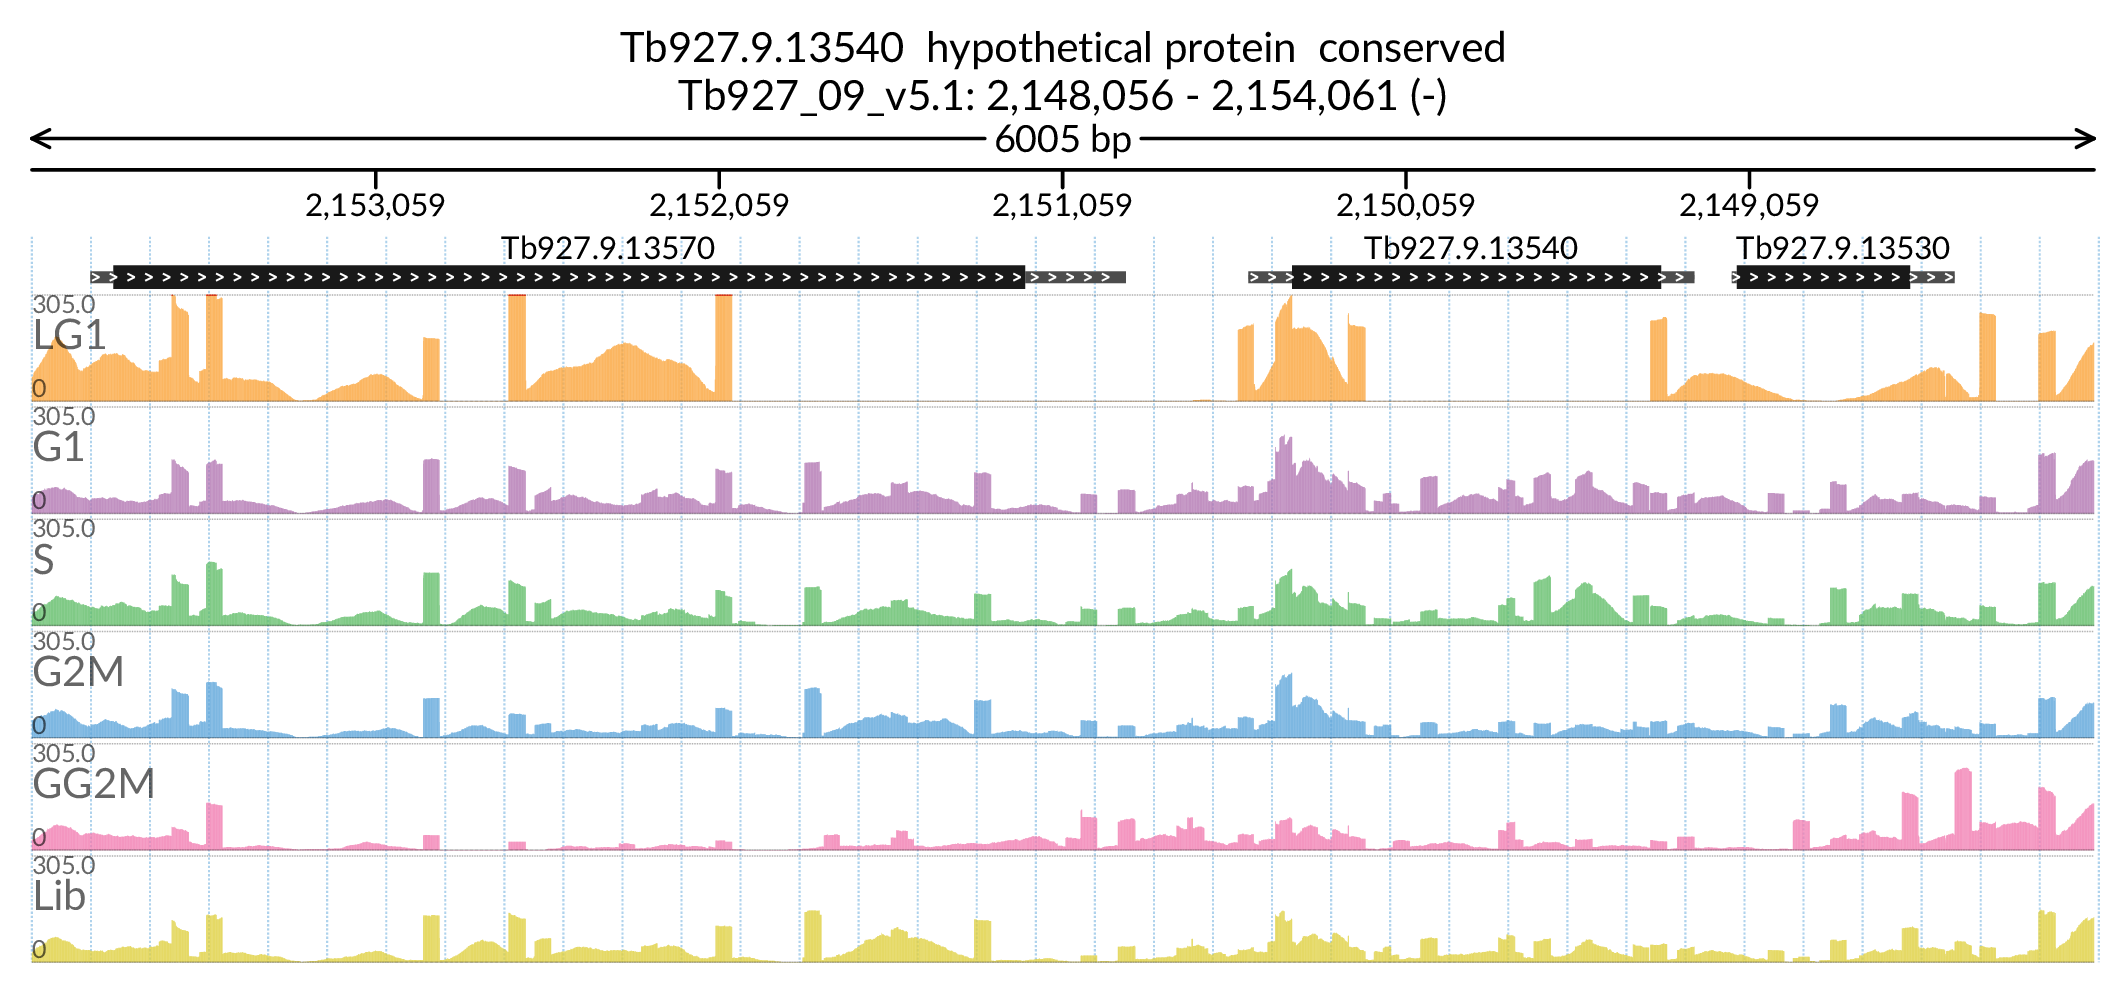 Tb927.9.13540 hypothetical protein conserved
Tb927_09_v5.1: 2,148,056 - 2,154,061 (-)
6005 bp
2,153,059 2,152,059 2,151,059 2,150,059 2,149,059
Tb927.9.13570 Tb927.9.13540 Tb927.9.13530
305.0
LG1
0
305.0
G1
0
305.0
S
0
305.0
G2M
0
305.0
GG2M
0
305.0
Lib
0